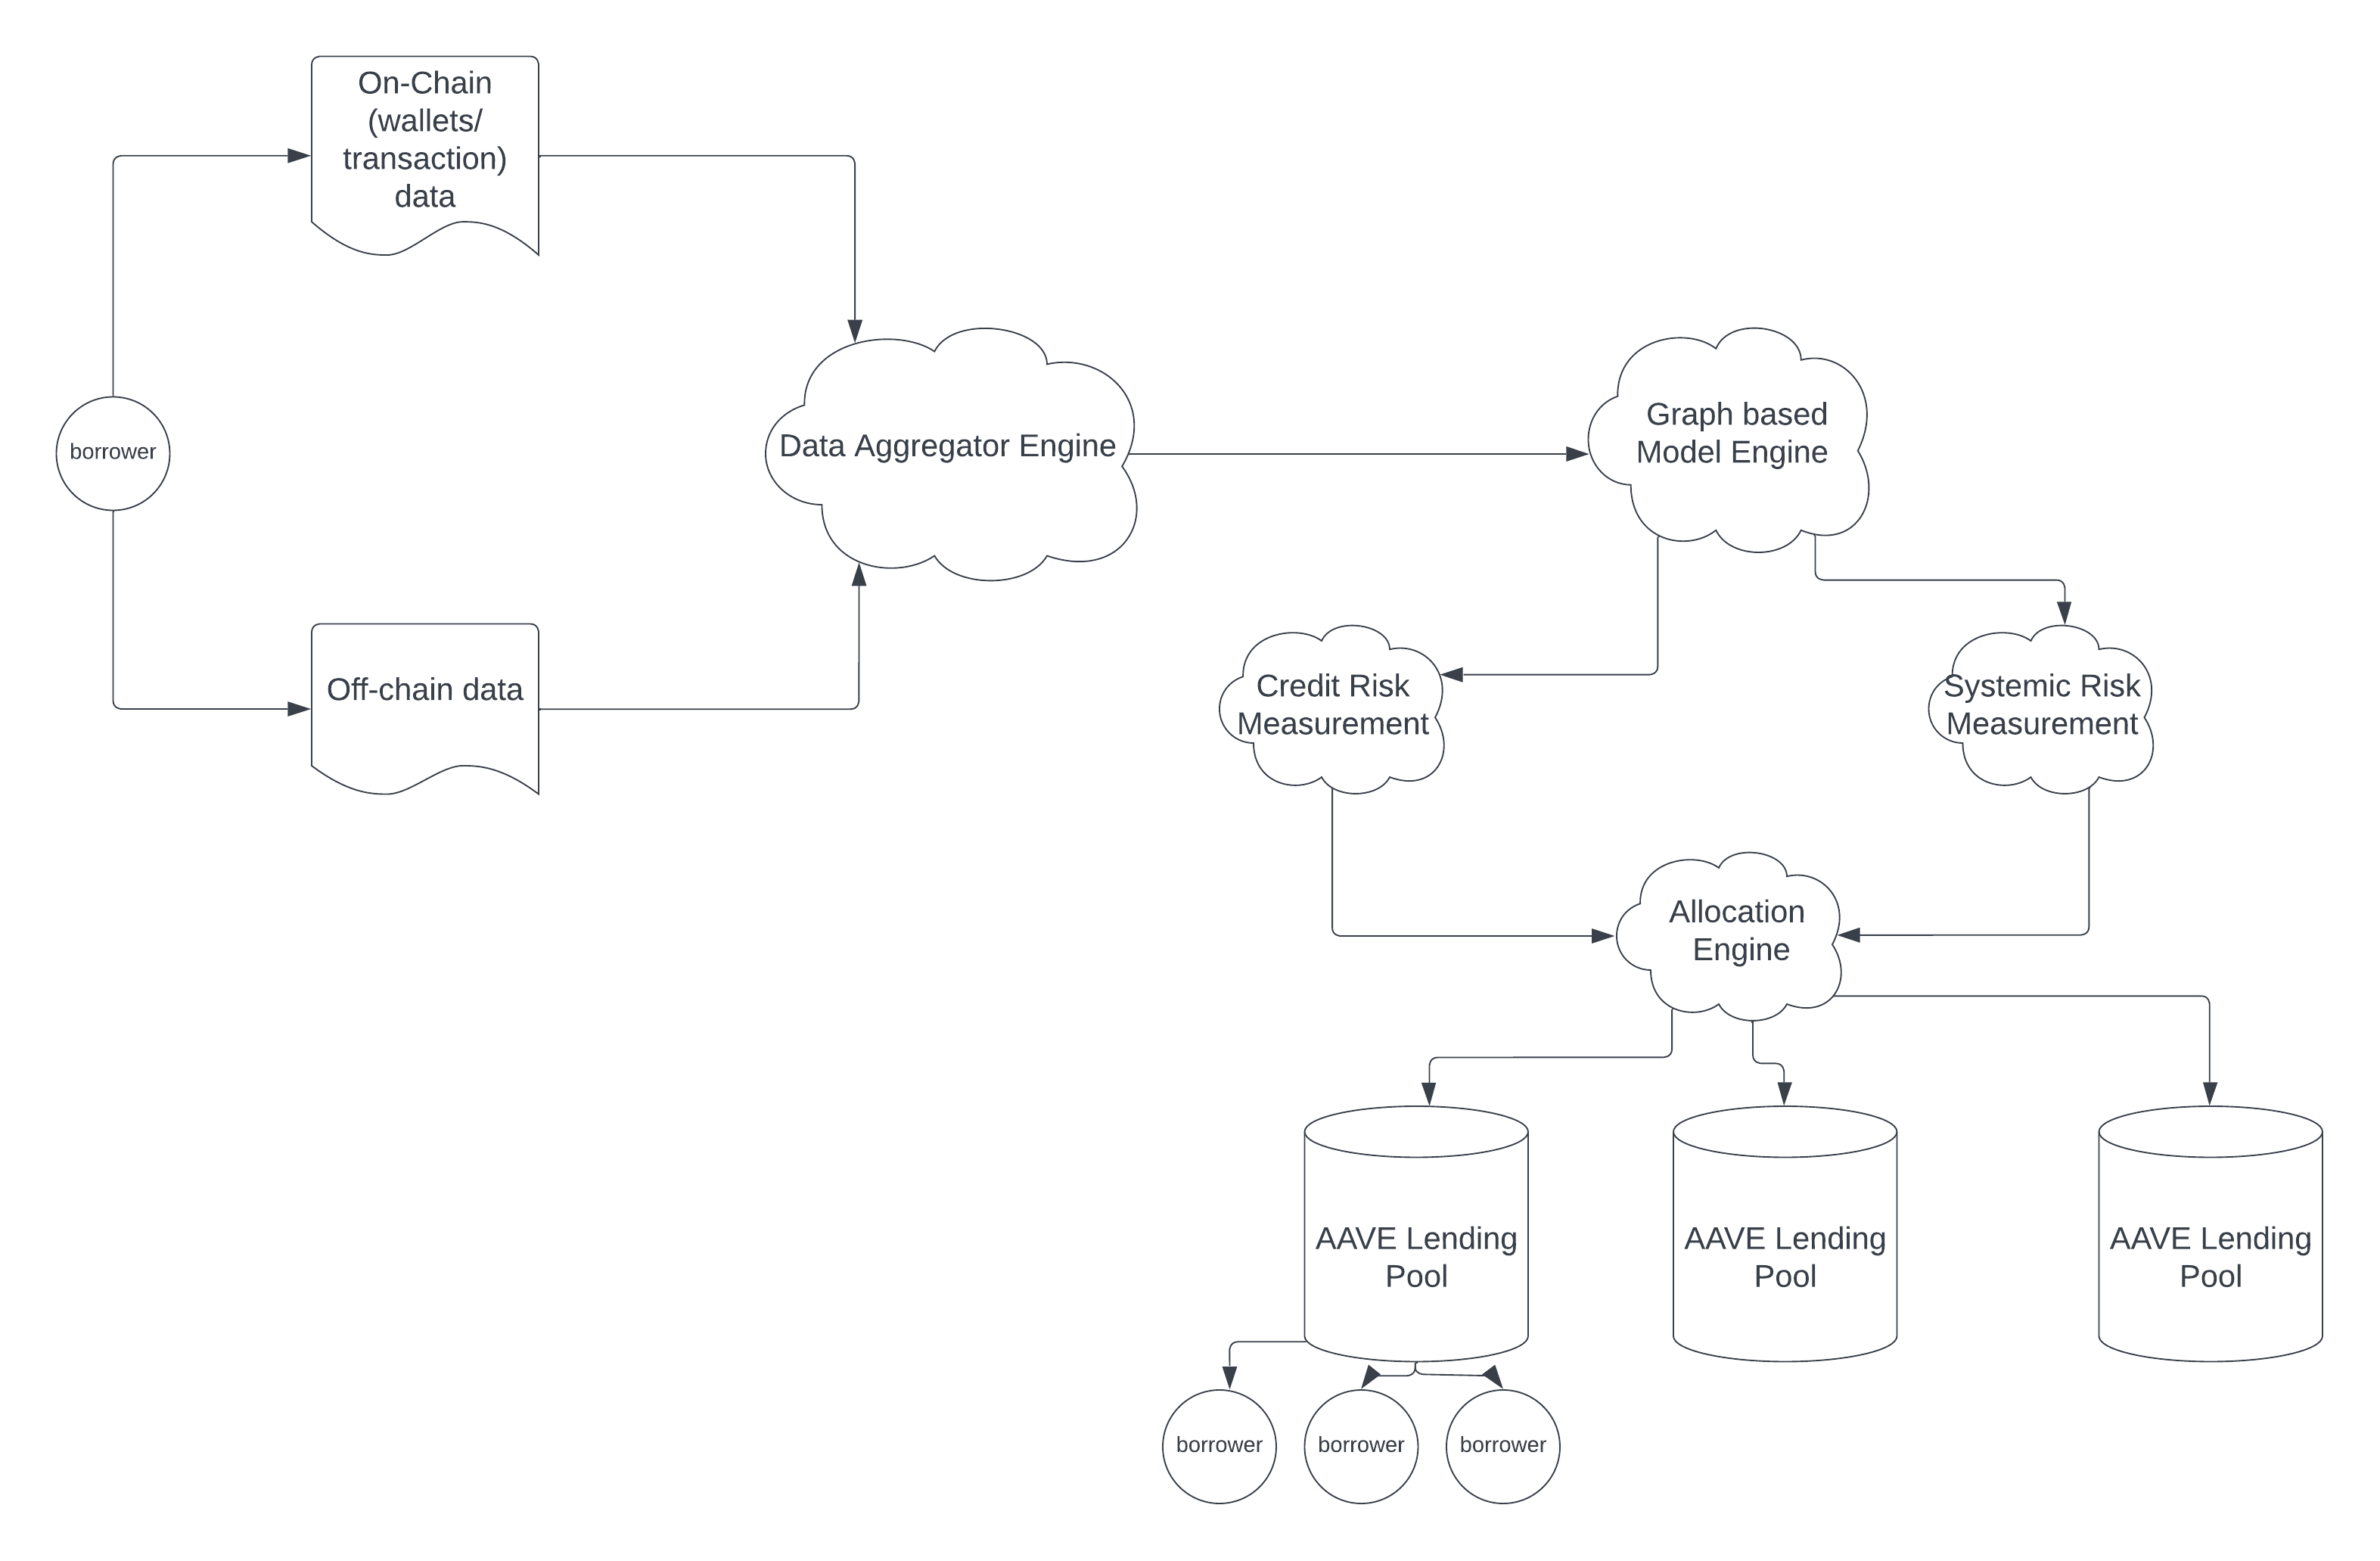 On-Chain
(wallets/
transaction)
data
borrower
Data Aggregator Engine
Graph based
Model Engine
Off-chain data
Credit Risk
Measurement
Systemic Risk
Measurement
Allocation
Engine
AAVE Lending
Pool
AAVE Lending
Pool
AAVE Lending
Pool
borrower
borrower
borrower